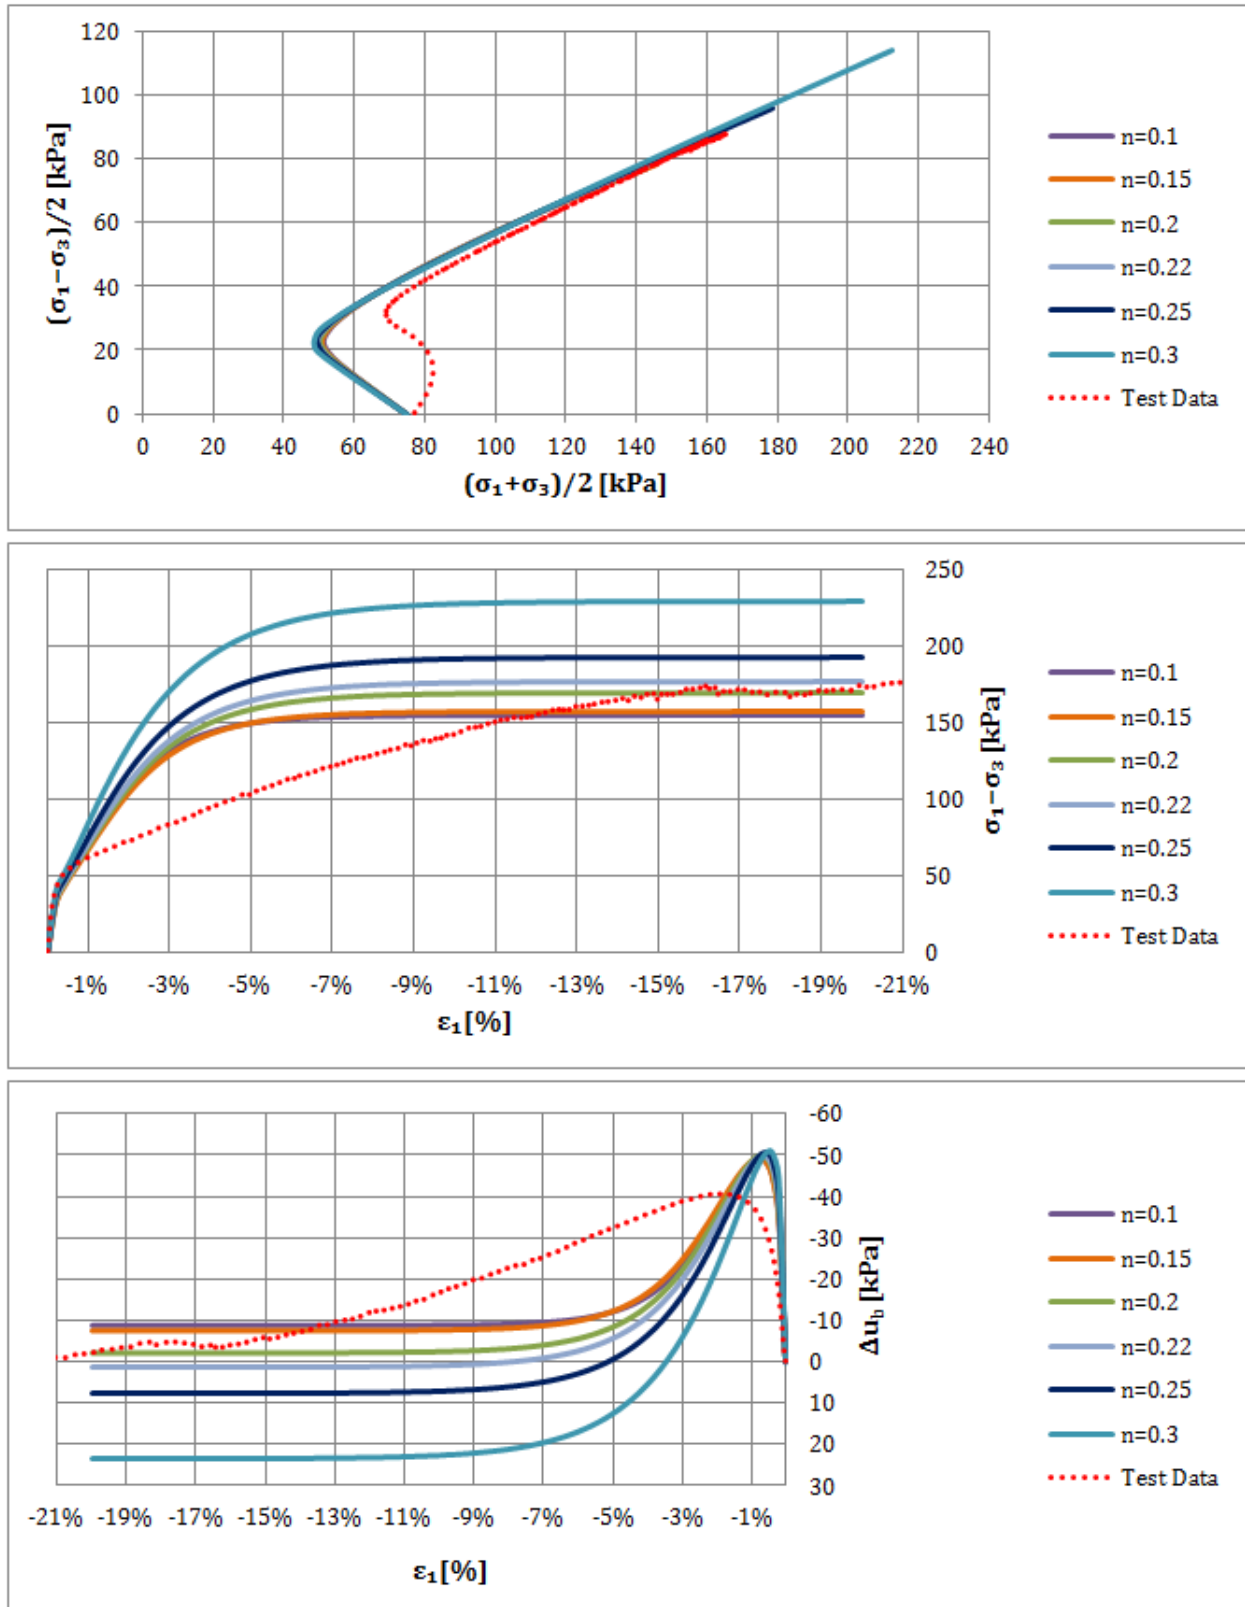 120
100
80
60
40
20
0
(σ₁−σ₃)/2 [kPa]
0 20 40 60 80 100 120 140 160 180 200 220 240
(σ₁+σ₃)/2 [kPa]
n=0.1
n=0.15
n=0.2
n=0.22
n=0.25
n=0.3
Test Data
250
200
150
100
50
0
σ₁−σ₃ [kPa]
-1% -3% -5% -7% -9% -11% -13% -15% -17% -19% -21%
ε₁[%]
n=0.1
n=0.15
n=0.2
n=0.22
n=0.25
n=0.3
Test Data
-60
-50
-40
-30
-20
-10
0
10
20
30
Δu_b [kPa]
-21% -19% -17% -15% -13% -11% -9% -7% -5% -3% -1%
ε₁[%]
n=0.1
n=0.15
n=0.2
n=0.22
n=0.25
n=0.3
Test Data